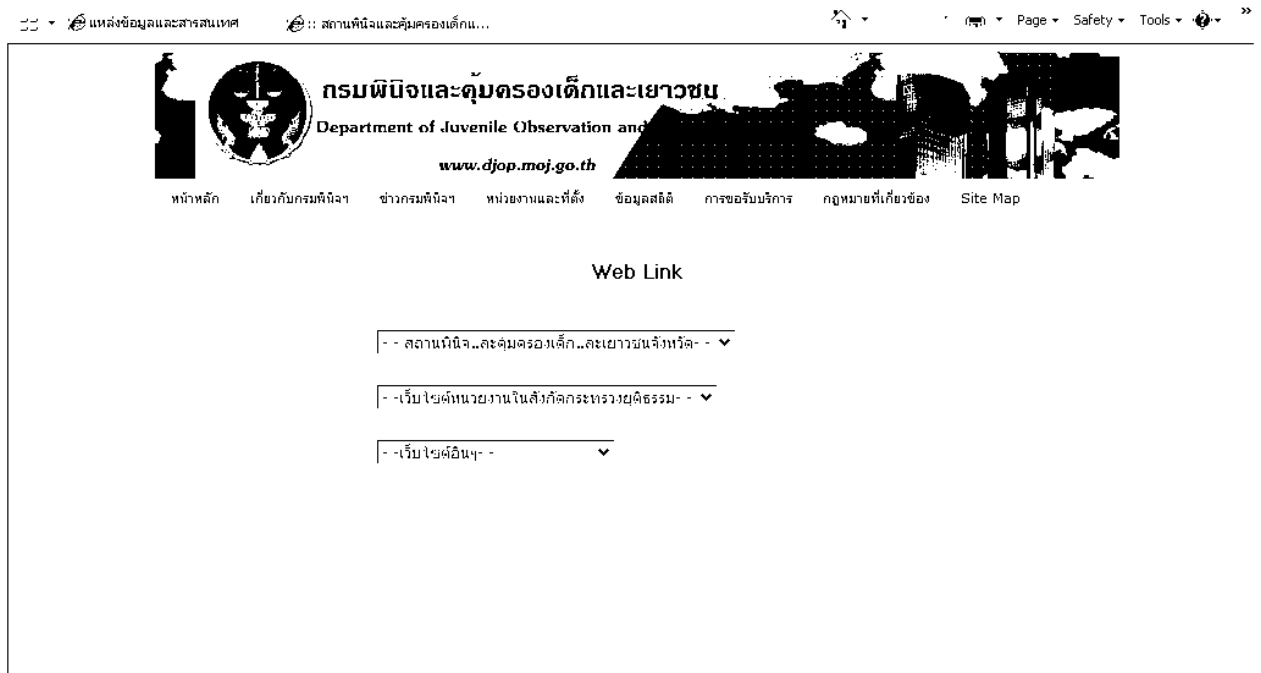 แหล่งข้อมูลและสารสนเทศ :: สถานพินิจและคุ้มครองเด็กแ... Page Safety Tools
กรมพินิจและคุ้มครองเด็กและเยาวชน
Department of Juvenile Observation and
www.djop.moj.go.th
หน้าหลัก เกี่ยวกับกรมพินิจฯ ข่าวกรมพินิจฯ หน่วยงานและที่ตั้ง ข้อมูลสถิติ การขอรับบริการ กฎหมายที่เกี่ยวข้อง Site Map
Web Link
- - สถานพินิจและคุ้มครองเด็กและเยาวชนจังหวัด- -
- -เว็บไซต์หน่วยงานในสังกัดกระทรวงยุติธรรม- -
- -เว็บไซต์อื่นๆ- -